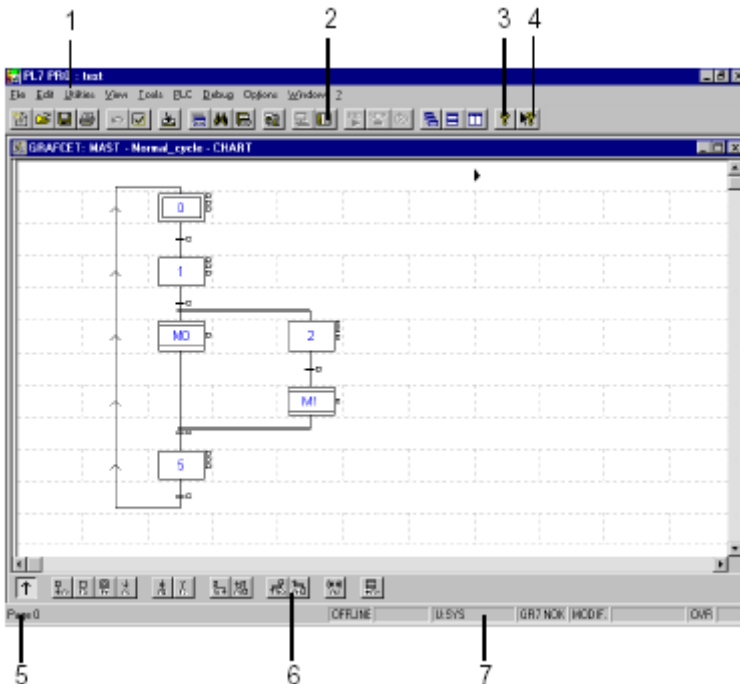 1 2 3 4
PL7 PRO : test
File Edit Utilities View Tools PLC Debug Options Window ?
GRAFCET: MAST - Normal_cycle - CHART
0
1
M0 2
M1
5
Page 0 OFFLINE U:SYS GR7 NOK MODIF. OVR
5 6 7